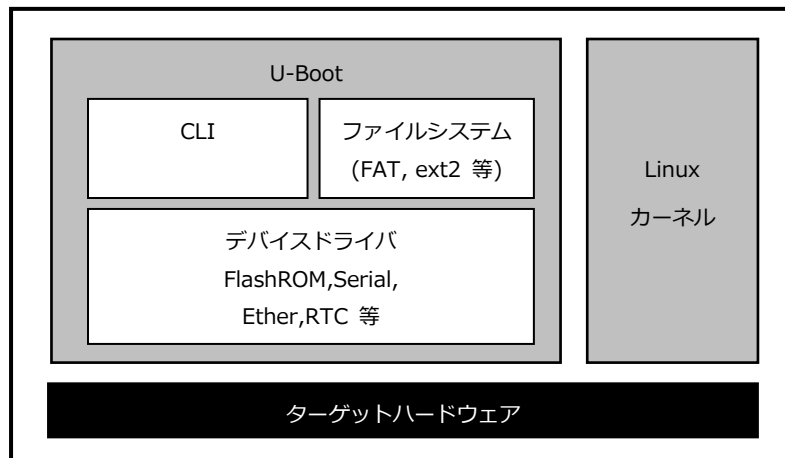 U-Boot
CLI
ファイルシステム
(FAT, ext2 等)
デバイスドライバ
FlashROM,Serial,
Ether,RTC 等
Linux
カーネル
ターゲットハードウェア